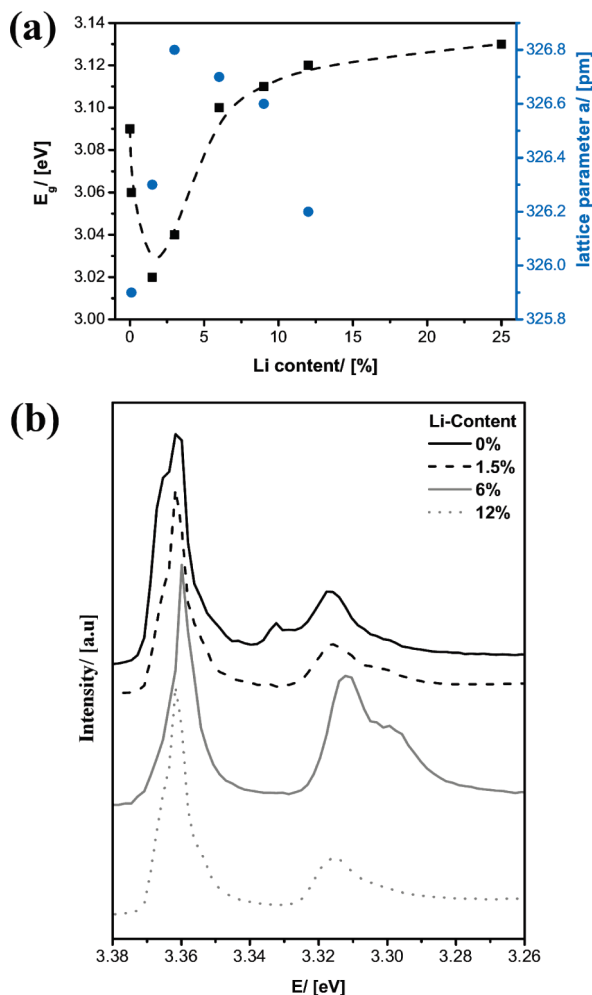 (a)
3.14
3.12
3.10
3.08
3.06
3.04
3.02
3.00
E_g/ [eV]
326.8
326.6
326.4
326.2
326.0
325.8
lattice parameter a/ [pm]
0 5 10 15 20 25
Li content/ [%]
(b)
Li-Content
0%
1.5%
6%
12%
Intensity/ [a.u]
3.38 3.36 3.34 3.32 3.30 3.28 3.26
E/ [eV]